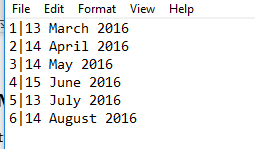 File Edit Format View Help
1|13 March 2016
2|14 April 2016
3|14 May 2016
4|15 June 2016
5|13 July 2016
6|14 August 2016